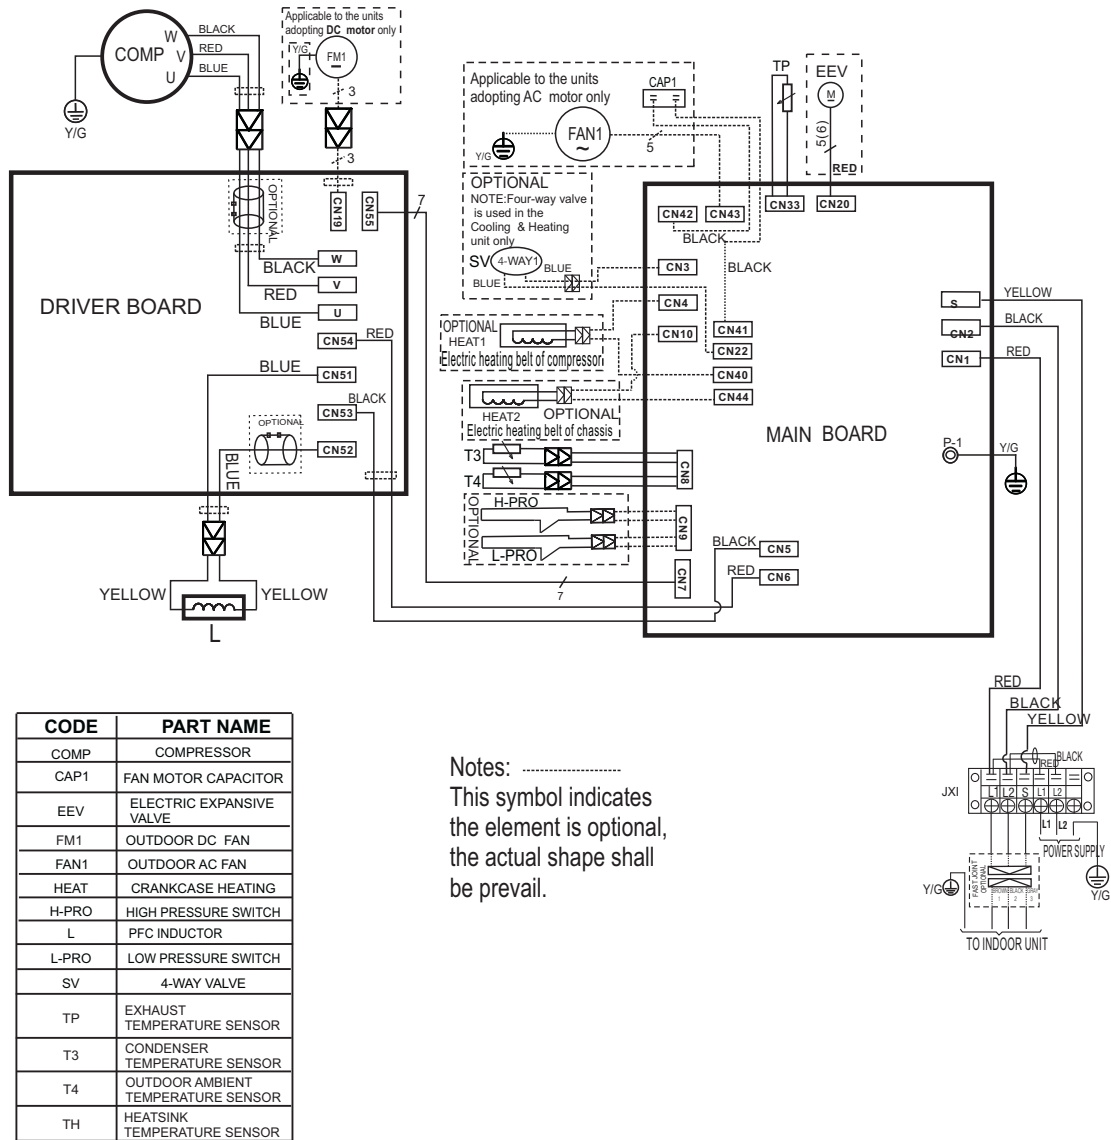 Applicable to the units
adopting DC motor only
Y/G
FM1
3
3
COMP
W
V
U
BLACK
RED
BLUE
Y/G
Applicable to the units
adopting AC motor only
CAP1
FAN1
Y/G
5
TP
EEV
M
5(6)
RED
OPTIONAL
NOTE:Four-way valve
is used in the
Cooling & Heating
unit only
SV
4-WAY1
BLUE
BLUE
OPTIONAL
CN19
CN55
7
DRIVER BOARD
BLACK
W
RED
V
BLUE
U
CN54
RED
BLUE
CN51
BLACK
CN53
OPTIONAL
CN52
BLUE
YELLOW
YELLOW
L
CN42
CN43
BLACK
CN33
CN20
CN3
BLACK
CN4
CN10
CN41
CN22
CN40
CN44
OPTIONAL
HEAT1
Electric heating belt of compressor
HEAT2
OPTIONAL
Electric heating belt of chassis
T3
T4
CN8
OPTIONAL
H-PRO
L-PRO
CN9
CN7
7
BLACK
CN5
RED
CN6
MAIN BOARD
S
YELLOW
CN2
BLACK
CN1
RED
P-1
Y/G
RED
BLACK
YELLOW
BLACK
RED
JXI
L1 L2 S L1 L2
L1 L2
POWER SUPPLY
Y/G
Y/G
FAST JOINT
OPTIONAL
BROWN BLACK
1 2 3
TO INDOOR UNIT
CODE PART NAME
COMP COMPRESSOR
CAP1 FAN MOTOR CAPACITOR
EEV ELECTRIC EXPANSIVE
VALVE
FM1 OUTDOOR DC FAN
FAN1 OUTDOOR AC FAN
HEAT CRANKCASE HEATING
H-PRO HIGH PRESSURE SWITCH
L PFC INDUCTOR
L-PRO LOW PRESSURE SWITCH
SV 4-WAY VALVE
TP EXHAUST
TEMPERATURE SENSOR
T3 CONDENSER
TEMPERATURE SENSOR
T4 OUTDOOR AMBIENT
TEMPERATURE SENSOR
TH HEATSINK
TEMPERATURE SENSOR
Notes:
This symbol indicates
the element is optional,
the actual shape shall
be prevail.